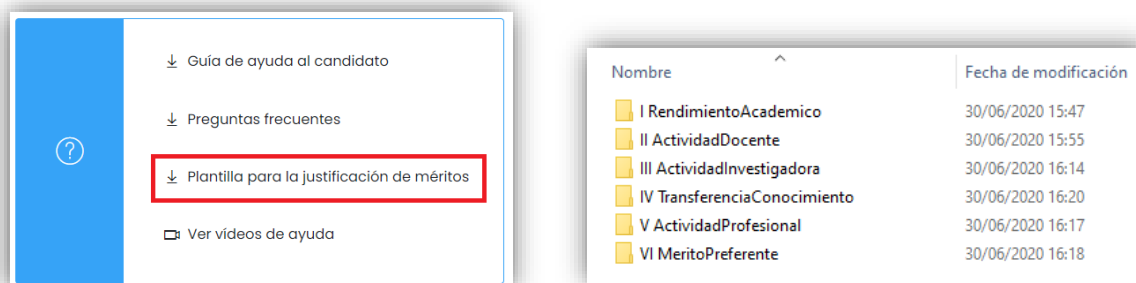 Guía de ayuda al candidato
Preguntas frecuentes
Plantilla para la justificación de méritos
Ver vídeos de ayuda
Nombre Fecha de modificación
I RendimientoAcademico 30/06/2020 15:47
II ActividadDocente 30/06/2020 15:55
III ActividadInvestigadora 30/06/2020 16:14
IV TransferenciaConocimiento 30/06/2020 16:20
V ActividadProfesional 30/06/2020 16:17
VI MeritoPreferente 30/06/2020 16:18